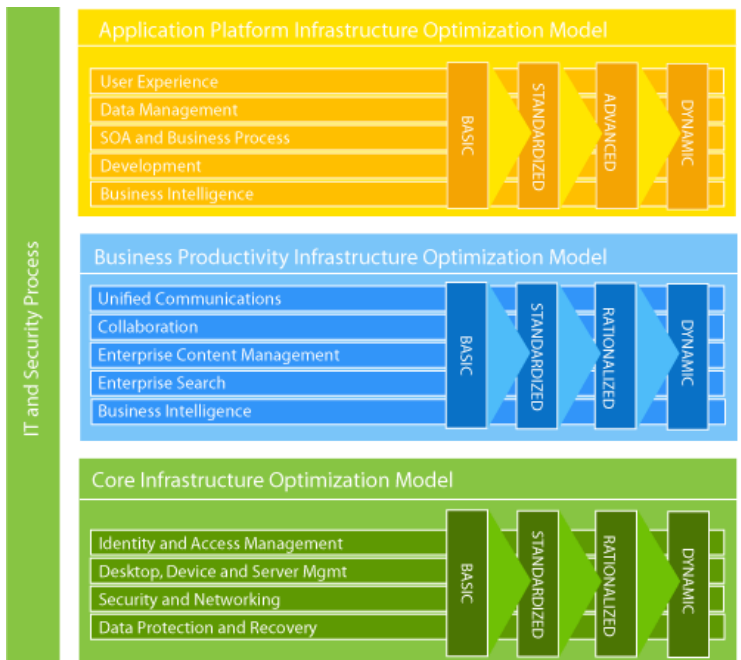 IT and Security Process
Application Platform Infrastructure Optimization Model
User Experience
Data Management
SOA and Business Process
Development
Business Intelligence
BASIC
STANDARDIZED
ADVANCED
DYNAMIC
Business Productivity Infrastructure Optimization Model
Unified Communications
Collaboration
Enterprise Content Management
Enterprise Search
Business Intelligence
BASIC
STANDARDIZED
RATIONALIZED
DYNAMIC
Core Infrastructure Optimization Model
Identity and Access Management
Desktop, Device and Server Mgmt
Security and Networking
Data Protection and Recovery
BASIC
STANDARDIZED
RATIONALIZED
DYNAMIC